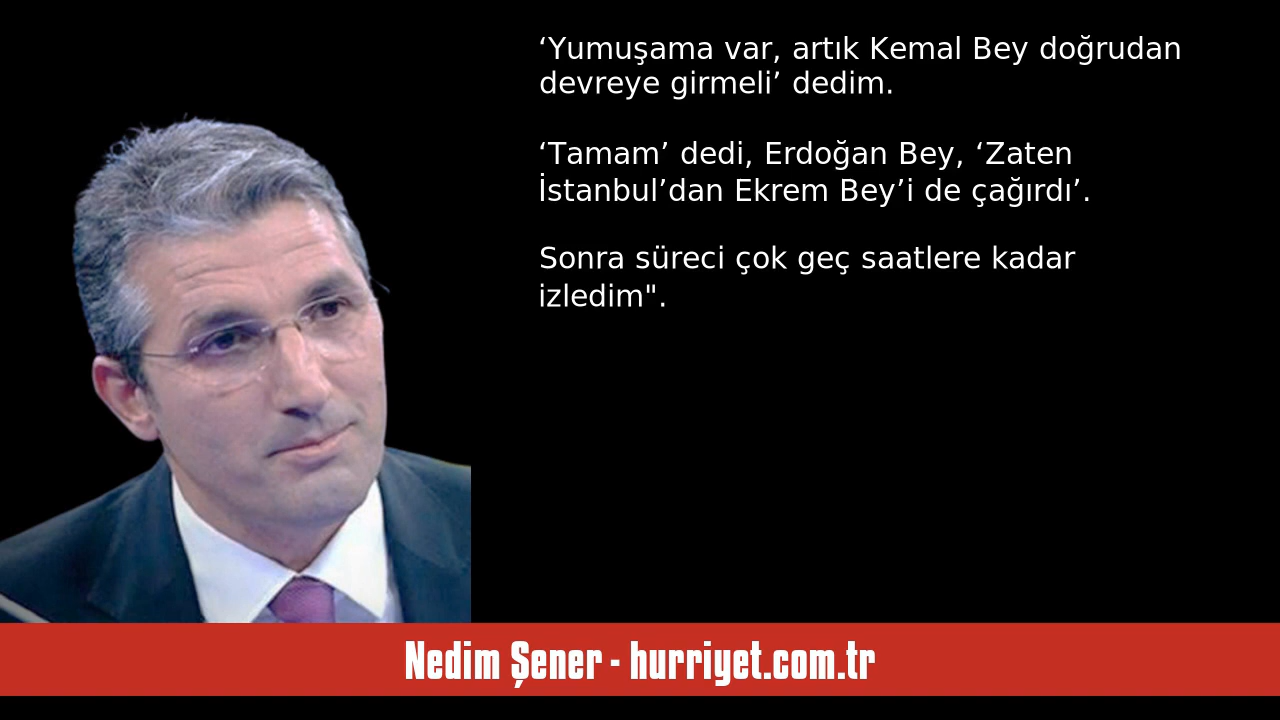 ‘Yumuşama var, artık Kemal Bey doğrudan
devreye girmeli’ dedim.
‘Tamam’ dedi, Erdoğan Bey, ‘Zaten
İstanbul’dan Ekrem Bey’i de çağırdı’.
Sonra süreci çok geç saatlere kadar
izledim".
Nedim Şener - hurriyet.com.tr